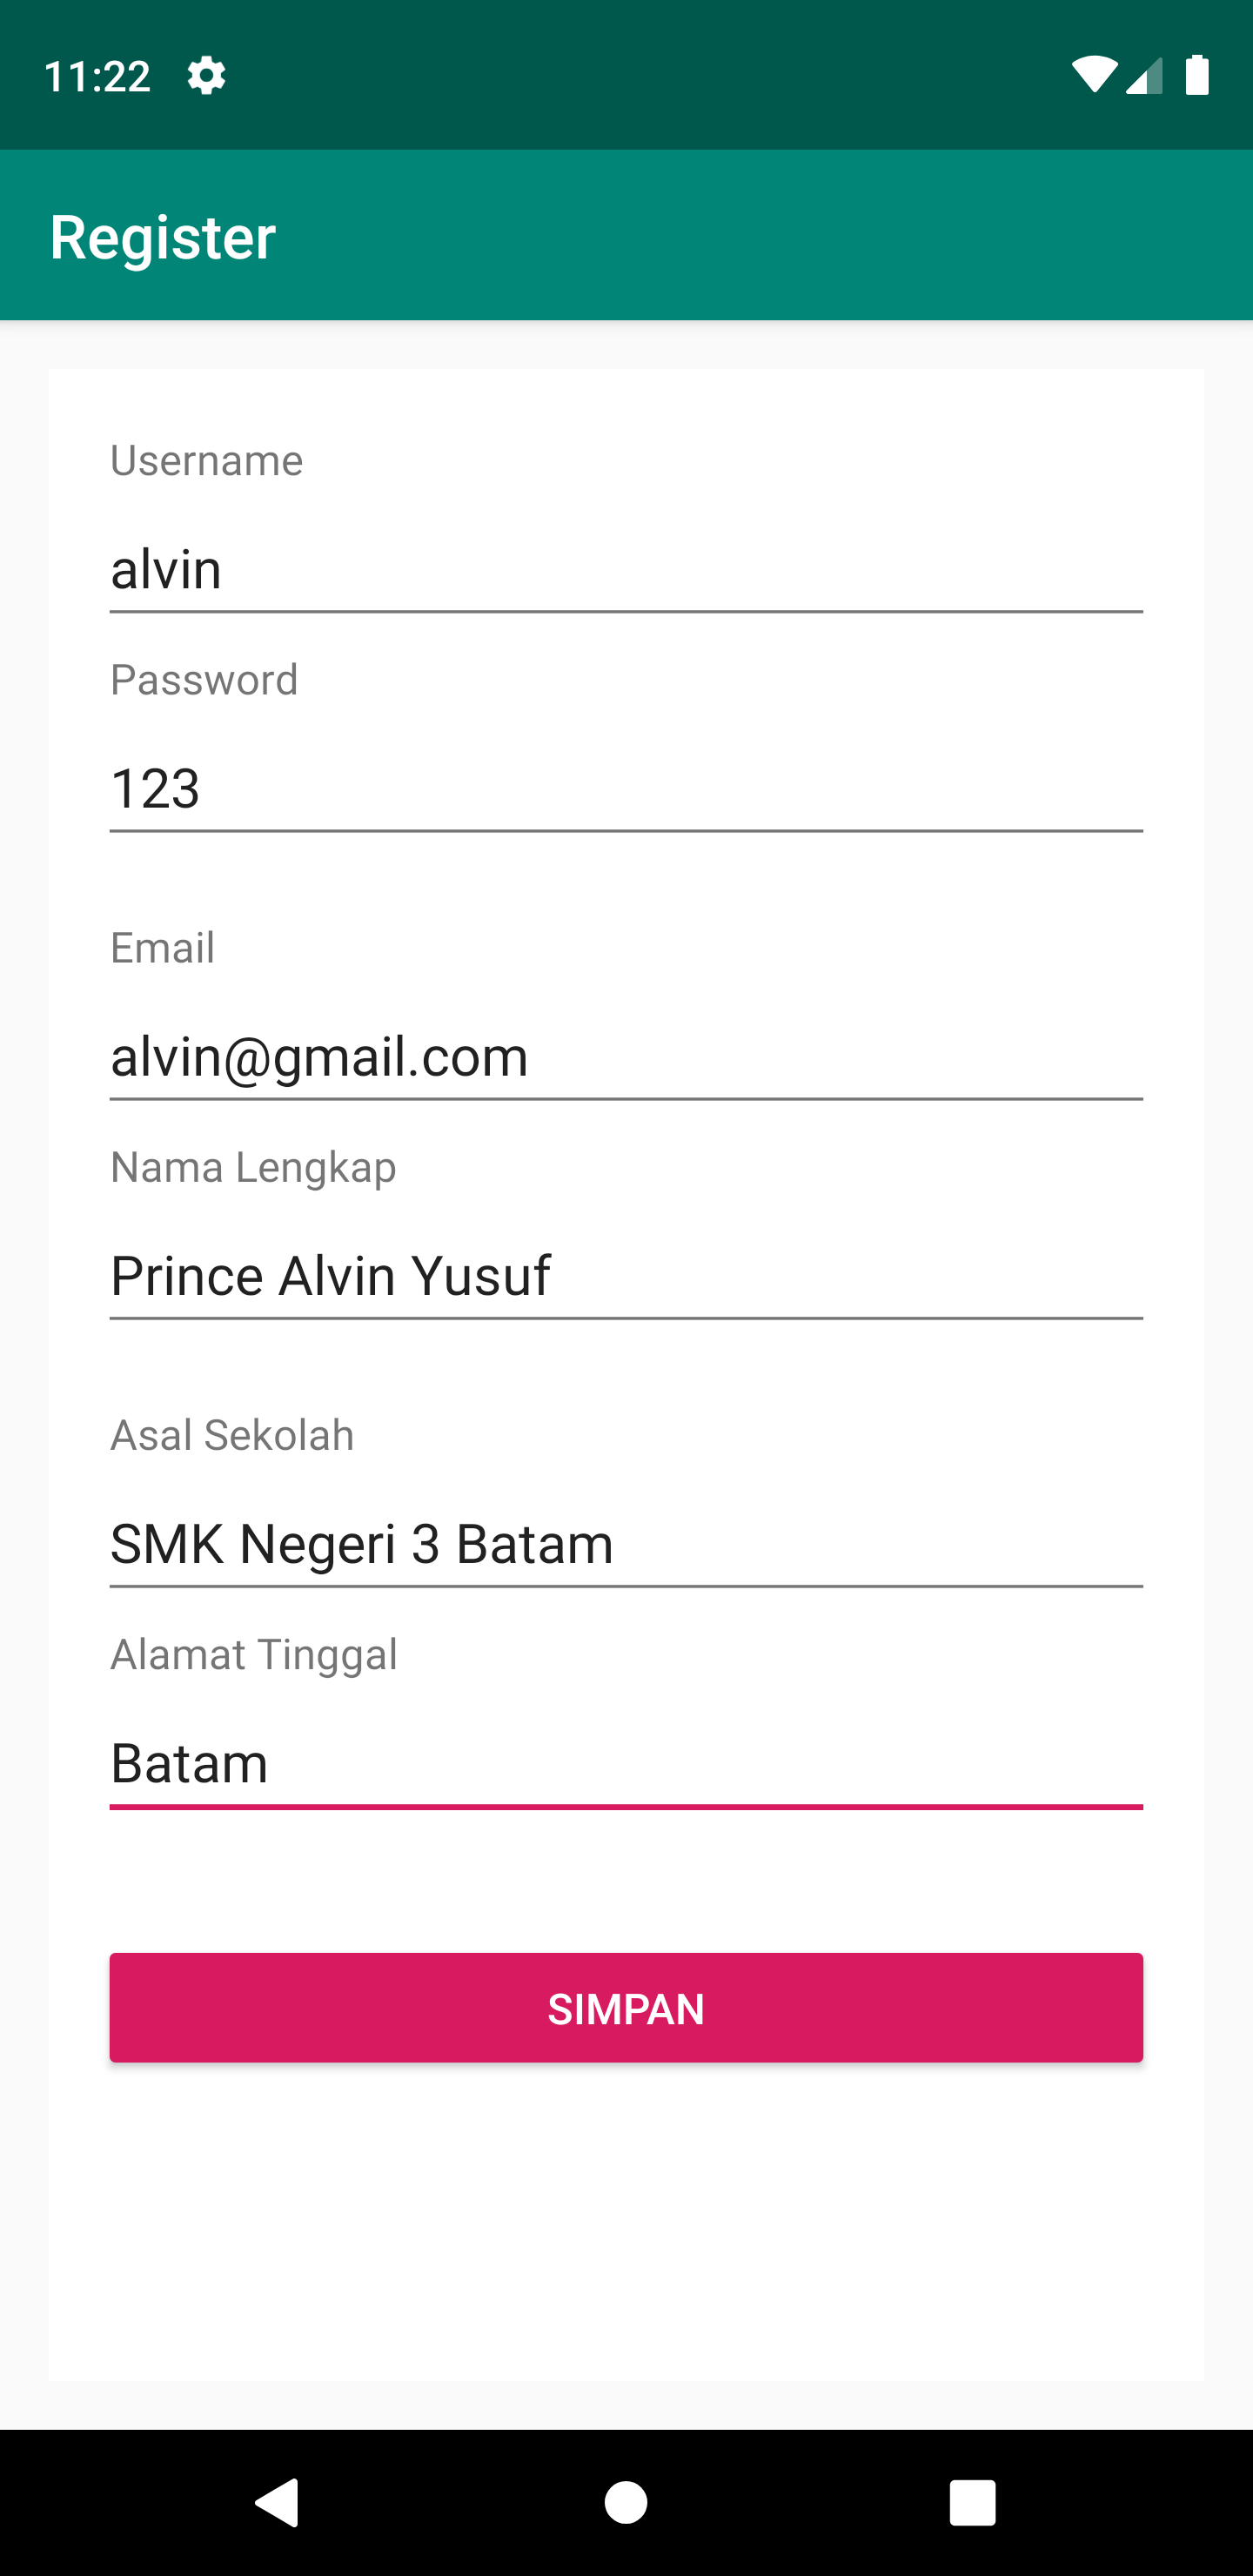 11:22
Register
Username
alvin
Password
123
Email
alvin@gmail.com
Nama Lengkap
Prince Alvin Yusuf
Asal Sekolah
SMK Negeri 3 Batam
Alamat Tinggal
Batam
SIMPAN